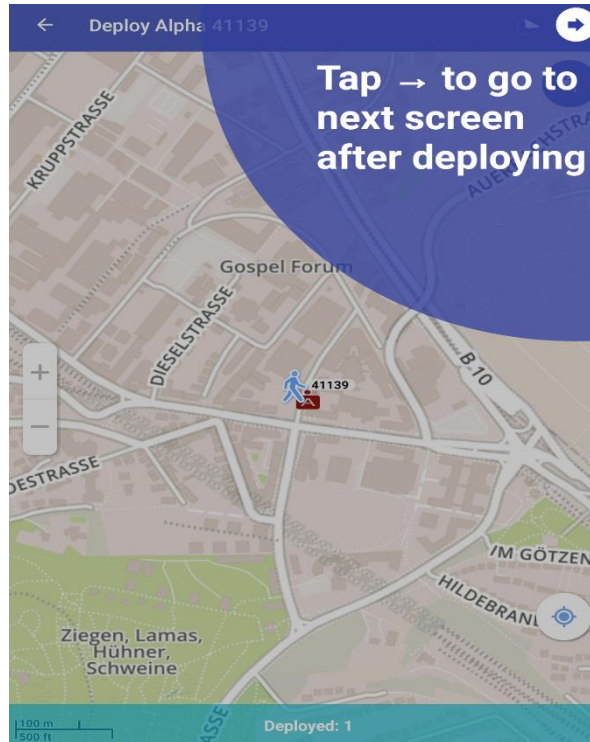 Deploy Alpha 41139
Tap → to go to
next screen
after deploying
KRUPPSTRASSE
Gospel Forum
DIESELSTRASSE
B 10
41139
A
+
−
DESTRASSE
IM GÖTZEN
HILDEBRAN
Ziegen, Lamas,
Hühner,
Schweine
SSE
100 m
500 ft
Deployed: 1